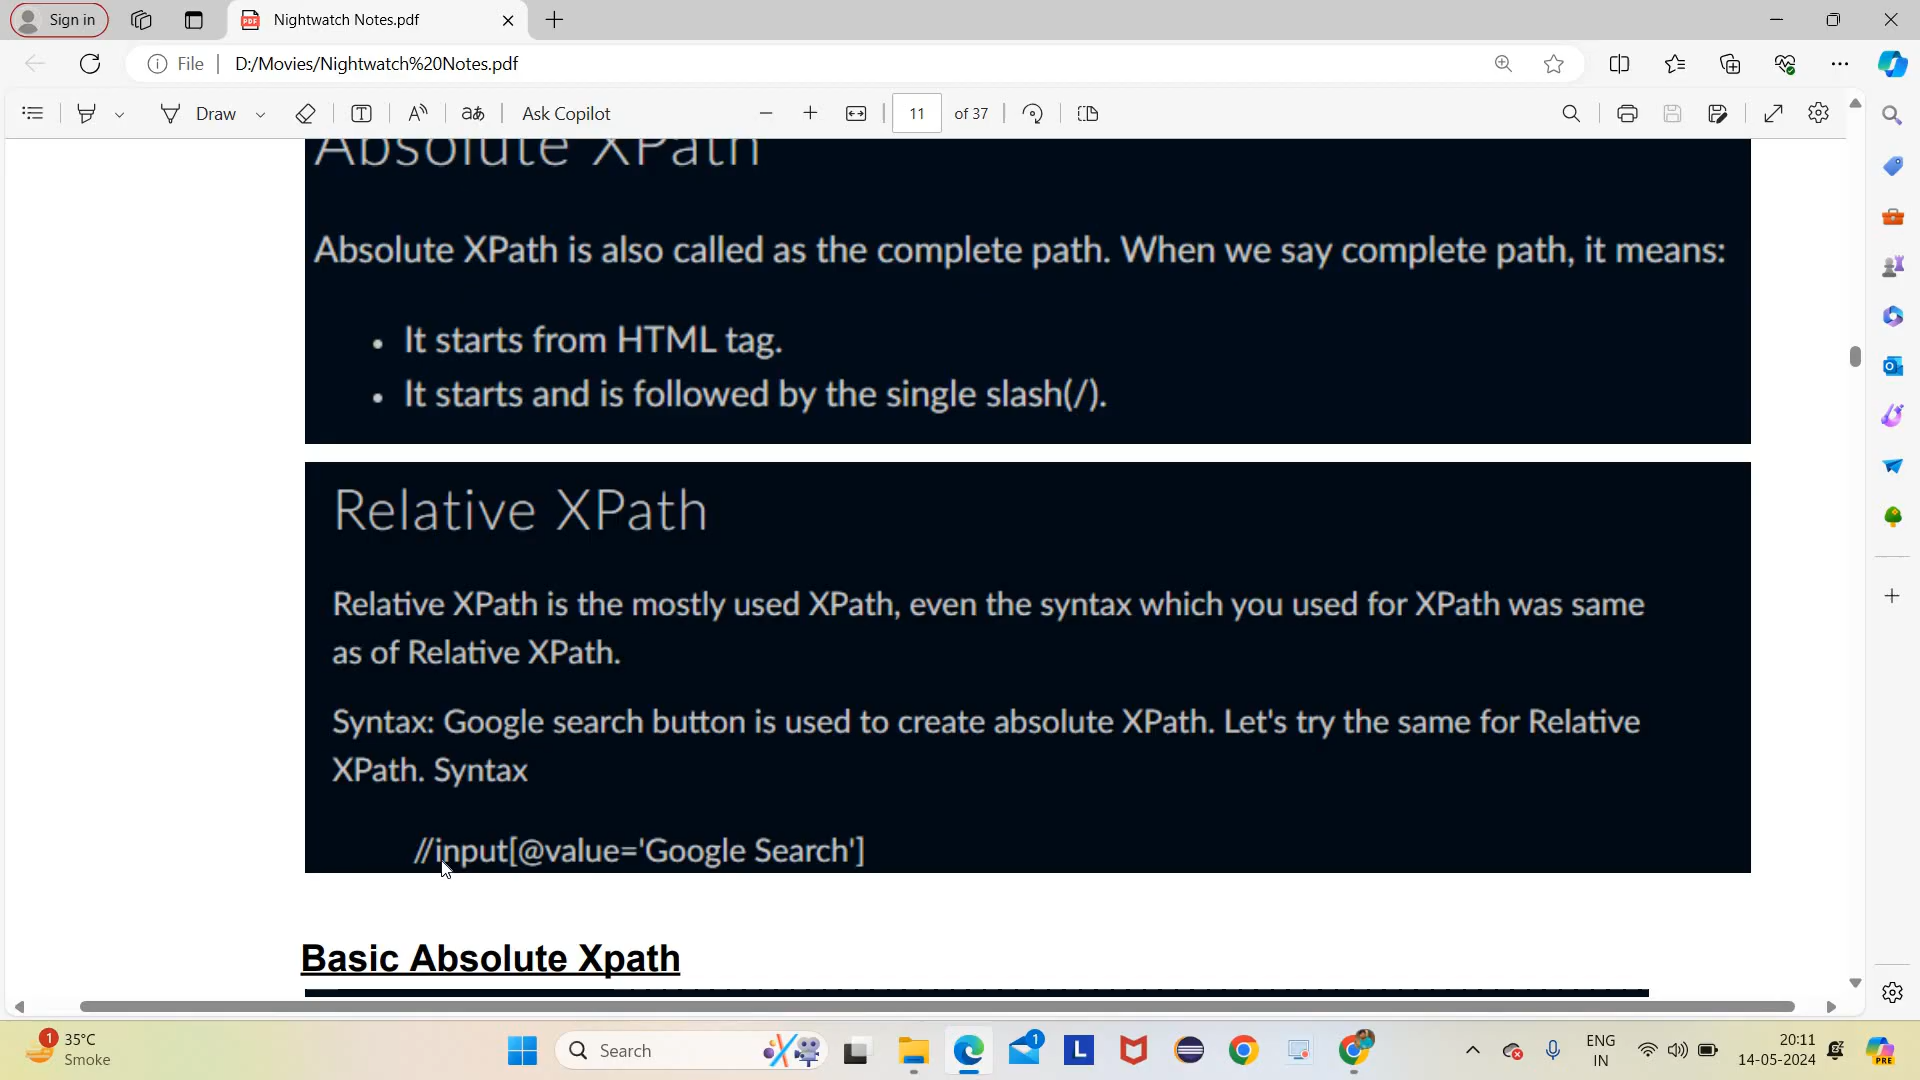 Sign in
Nightwatch Notes.pdf
File
D:/Movies/Nightwatch%20Notes.pdf
Draw
Ask Copilot
11
of 37
Absolute XPath
Absolute XPath is also called as the complete path. When we say complete path, it means:
• It starts from HTML tag.
• It starts and is followed by the single slash(/).
Relative XPath
Relative XPath is the mostly used XPath, even the syntax which you used for XPath was same
as of Relative XPath.
Syntax: Google search button is used to create absolute XPath. Let's try the same for Relative
XPath. Syntax
//input[@value='Google Search']
Basic Absolute Xpath
1
35°C
Smoke
Search
1
L
ENG
IN
20:11
14-05-2024
PRE